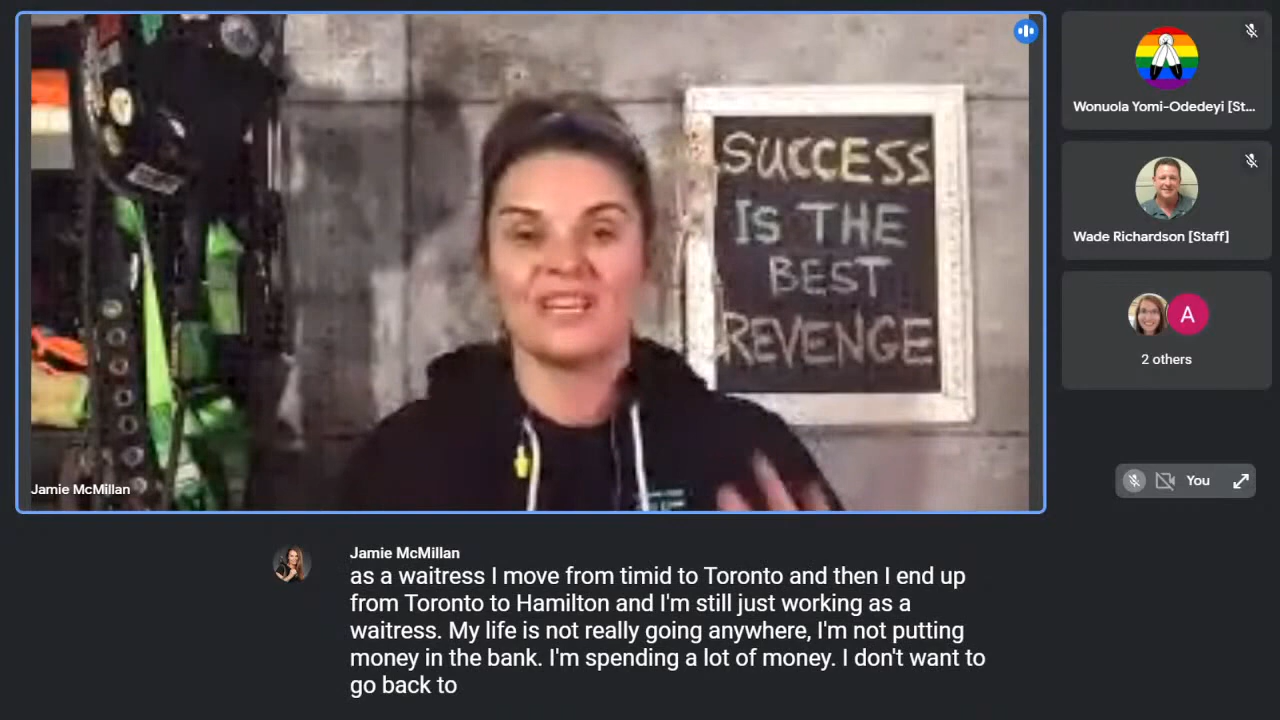 SUCCESS
IS THE
BEST
REVENGE
Jamie McMillan
Wonuola Yomi-Odedeyi [St...
Wade Richardson [Staff]
A
2 others
You
Jamie McMillan
as a waitress I move from timid to Toronto and then I end up
from Toronto to Hamilton and I'm still just working as a
waitress. My life is not really going anywhere, I'm not putting
money in the bank. I'm spending a lot of money. I don't want to
go back to